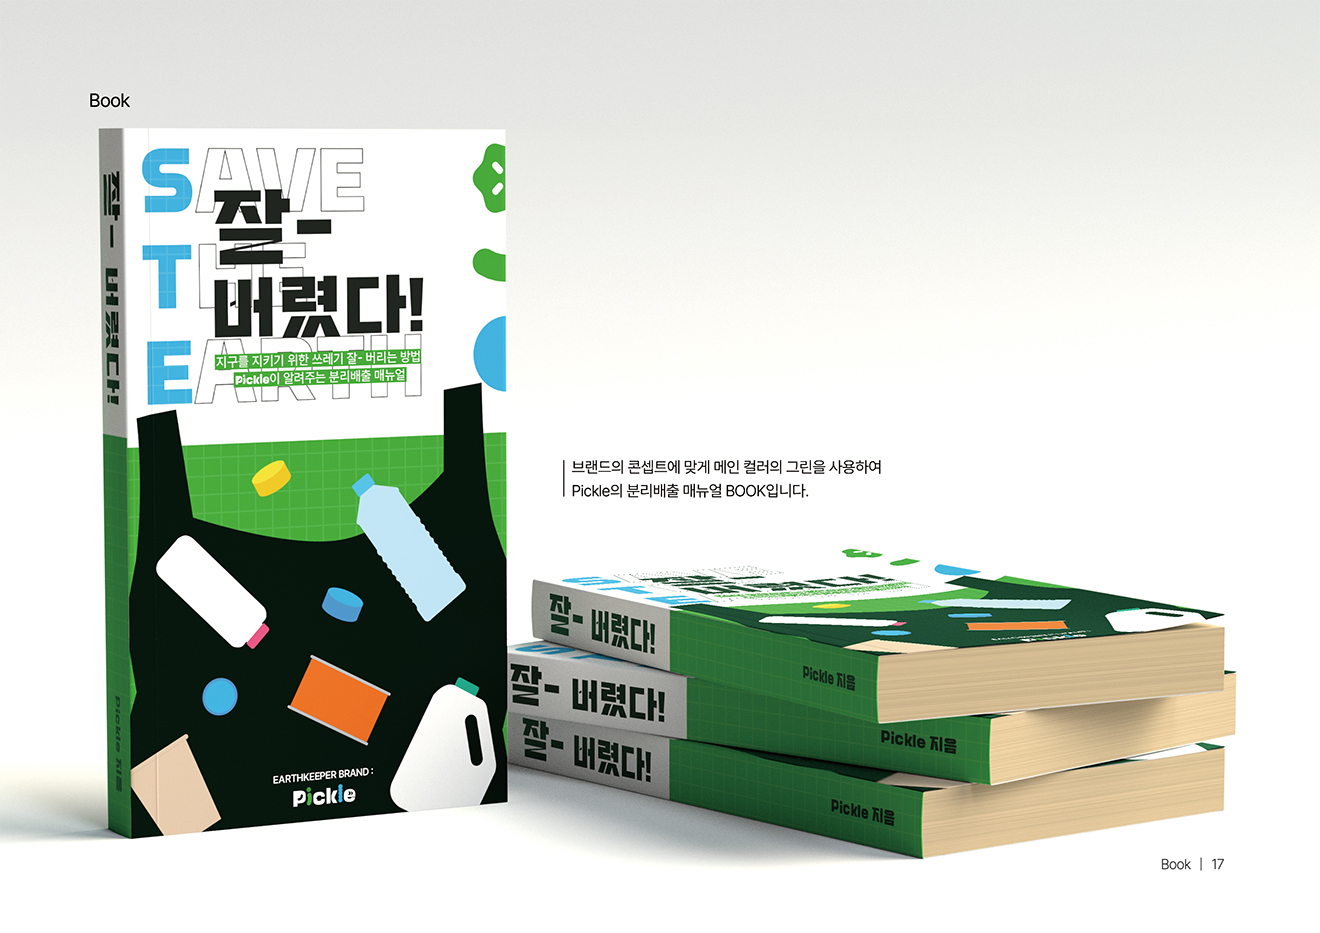 Book
SAVE
THE
EARTH
잘-
버렸다!
지구를 지키기 위한 쓰레기 잘- 버리는 방법
Pickle이 알려주는 분리배출 매뉴얼
EARTHKEEPER BRAND :
Pickle
잘- 버렸다!
Pickle 지음
브랜드의 콘셉트에 맞게 메인 컬러의 그린을 사용하여
Pickle의 분리배출 매뉴얼 BOOK입니다.
S T E
잘- 버렸다!
잘- 버렸다!
Pickle 지음
잘- 버렸다!
Pickle 지음
잘- 버렸다!
Pickle 지음
Book | 17